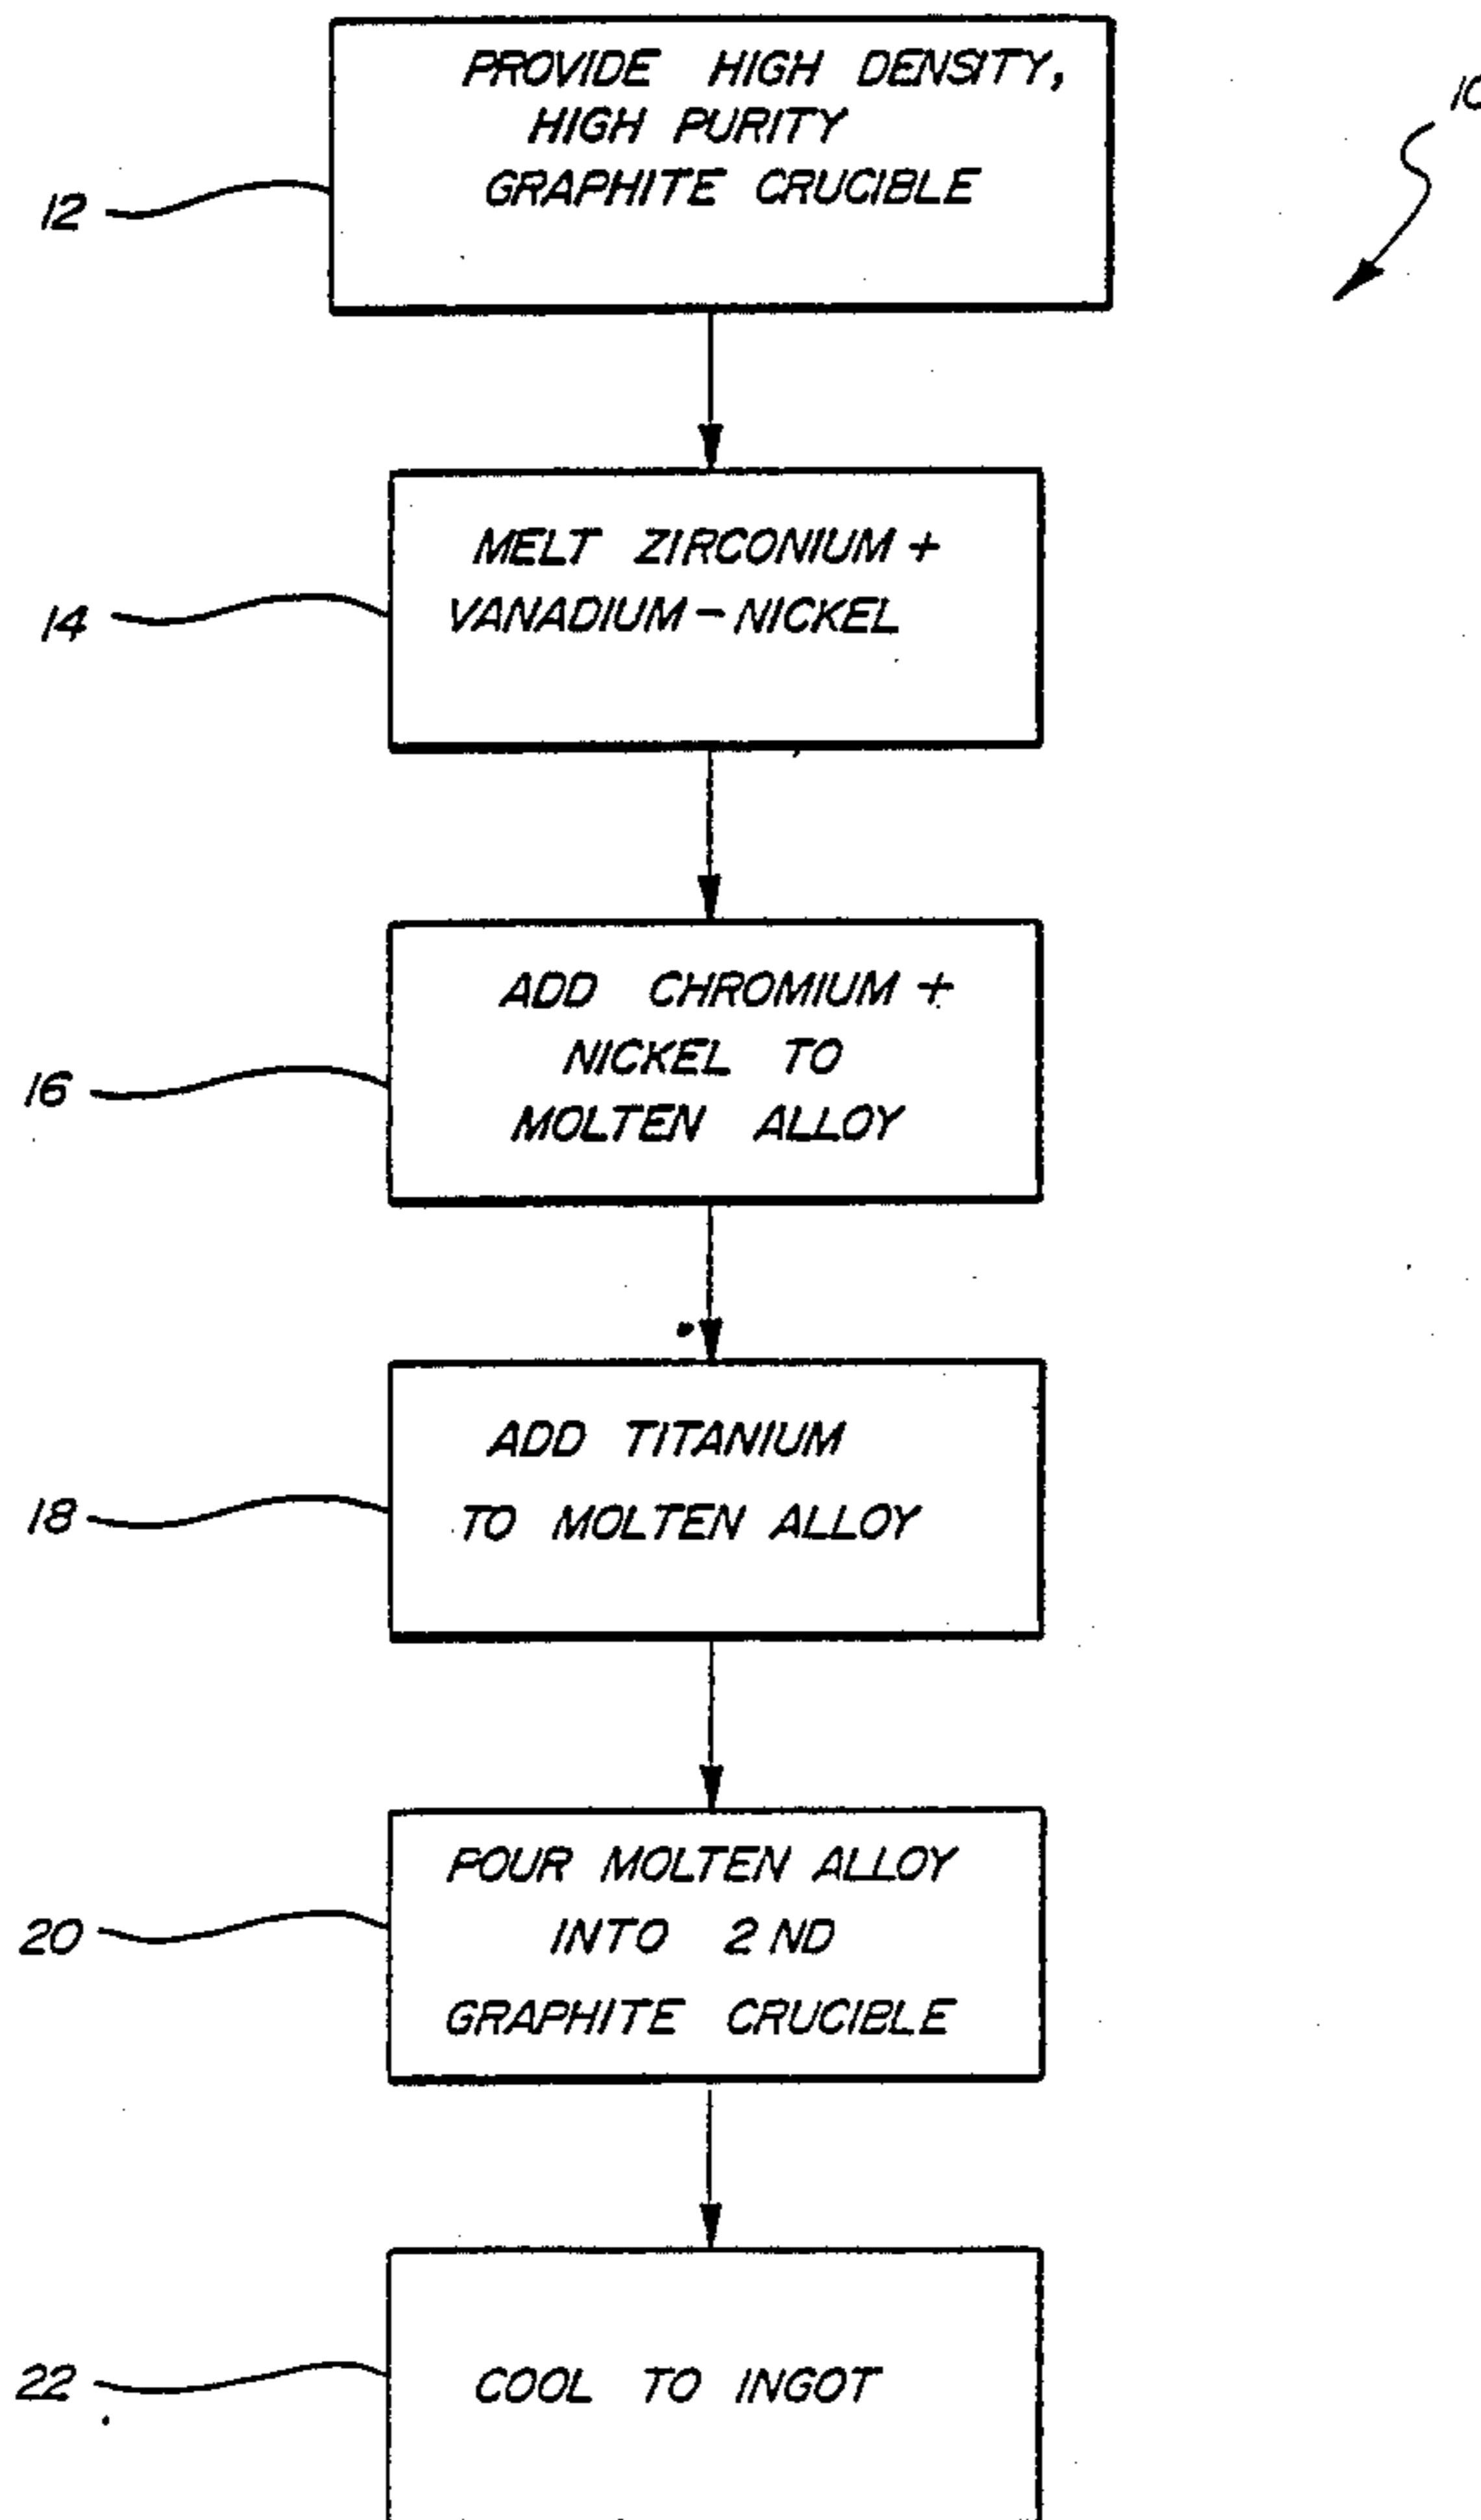 PROVIDE HIGH DENSITY,
HIGH PURITY
GRAPHITE CRUCIBLE
10
12
MELT ZIRCONIUM +
VANADIUM-NICKEL
14
ADD CHROMIUM +
NICKEL TO
MOLTEN ALLOY
16
ADD TITANIUM
TO MOLTEN ALLOY
18
POUR MOLTEN ALLOY
INTO 2ND
GRAPHITE CRUCIBLE
20
COOL TO INGOT
22